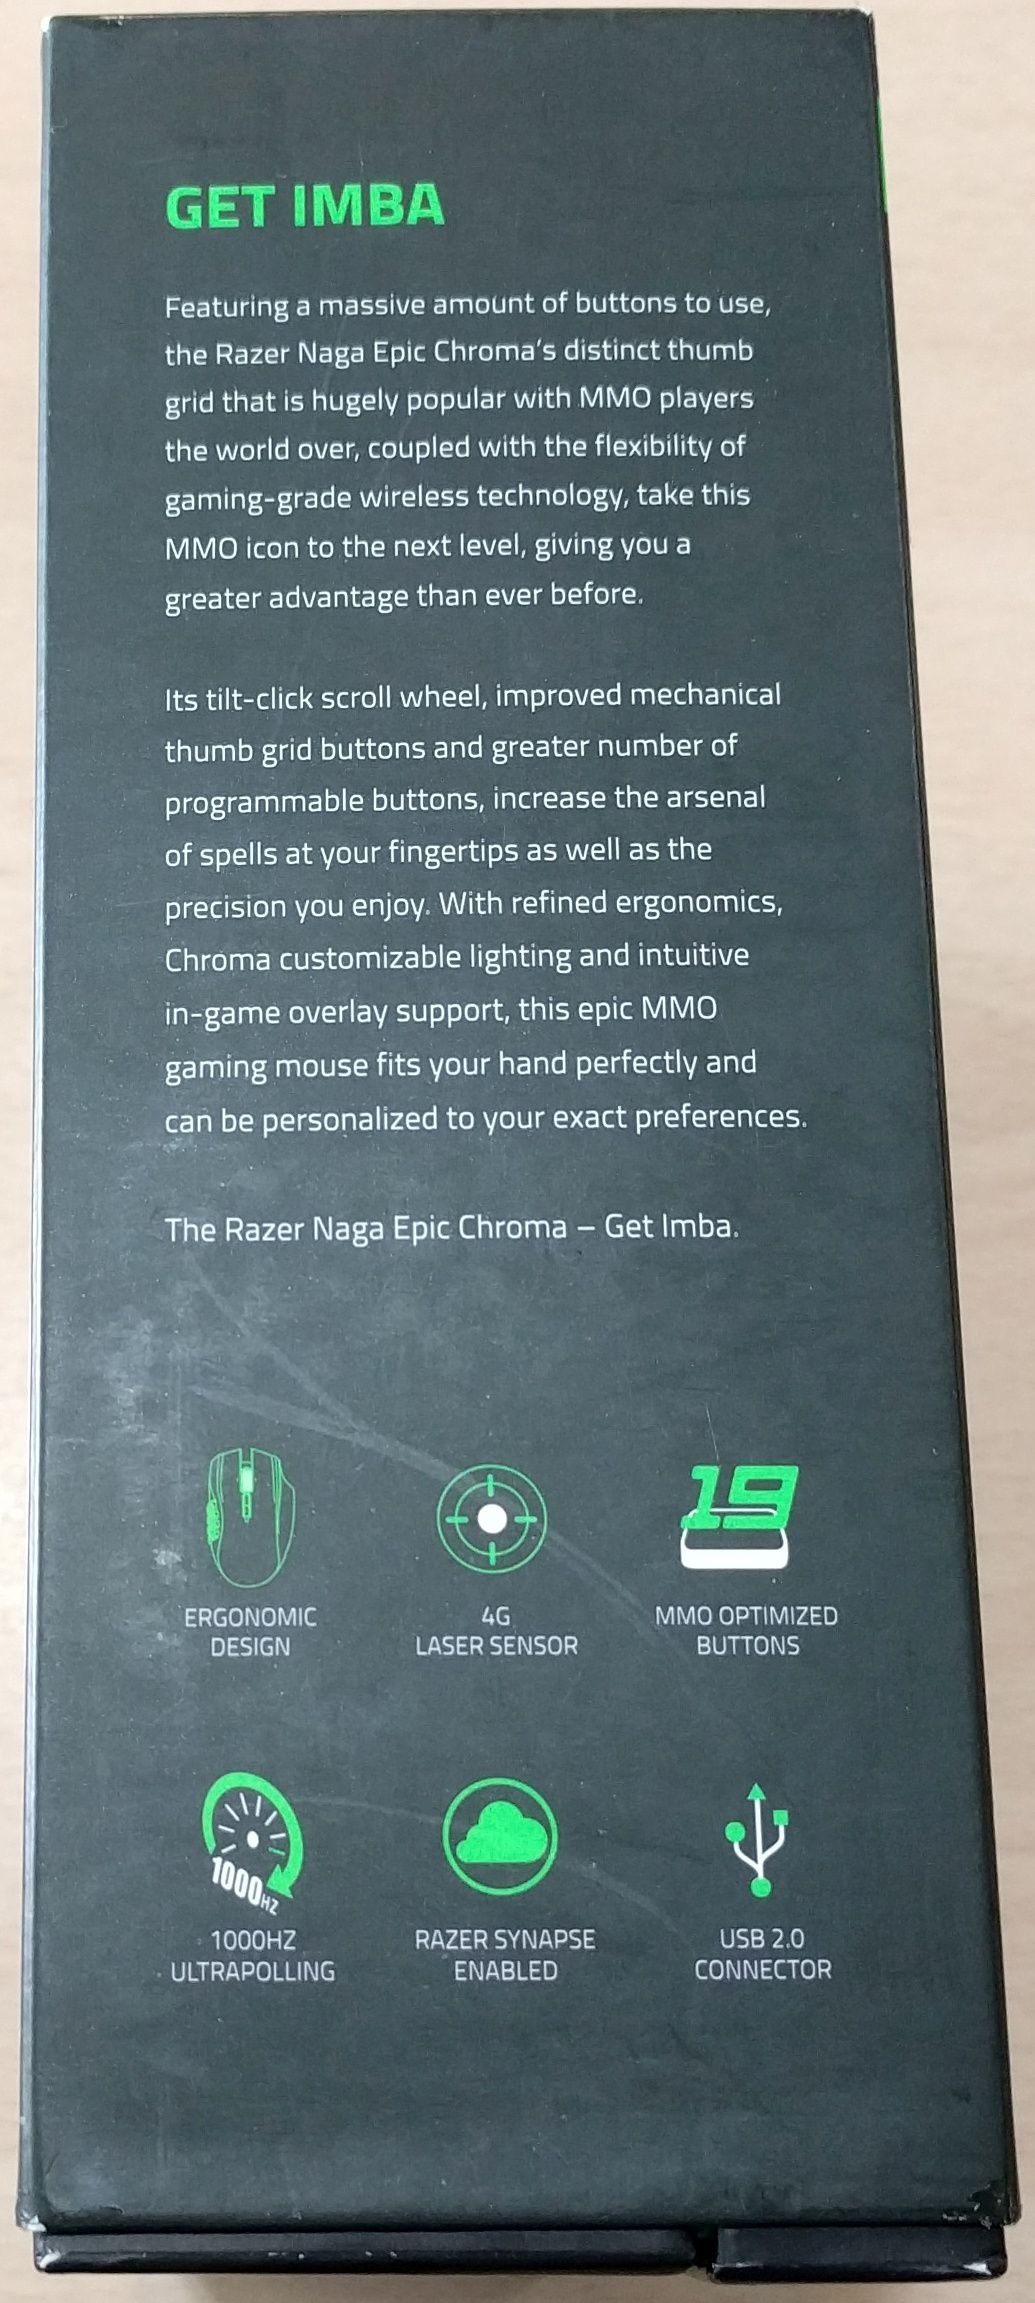 GET IMBA
Featuring a massive amount of buttons to use,
the Razer Naga Epic Chroma's distinct thumb
grid that is hugely popular with MMO players
the world over, coupled with the flexibility of
gaming-grade wireless technology, take this
MMO icon to the next level, giving you a
greater advantage than ever before.
Its tilt-click scroll wheel, improved mechanical
thumb grid buttons and greater number of
programmable buttons, increase the arsenal
of spells at your fingertips as well as the
precision you enjoy. With refined ergonomics,
Chroma customizable lighting and intuitive
in-game overlay support, this epic MMO
gaming mouse fits your hand perfectly and
can be personalized to your exact preferences.
The Razer Naga Epic Chroma – Get Imba.
ERGONOMIC
DESIGN
4G
LASER SENSOR
19
MMO OPTIMIZED
BUTTONS
1000HZ
1000HZ
ULTRAPOLLING
RAZER SYNAPSE
ENABLED
USB 2.0
CONNECTOR